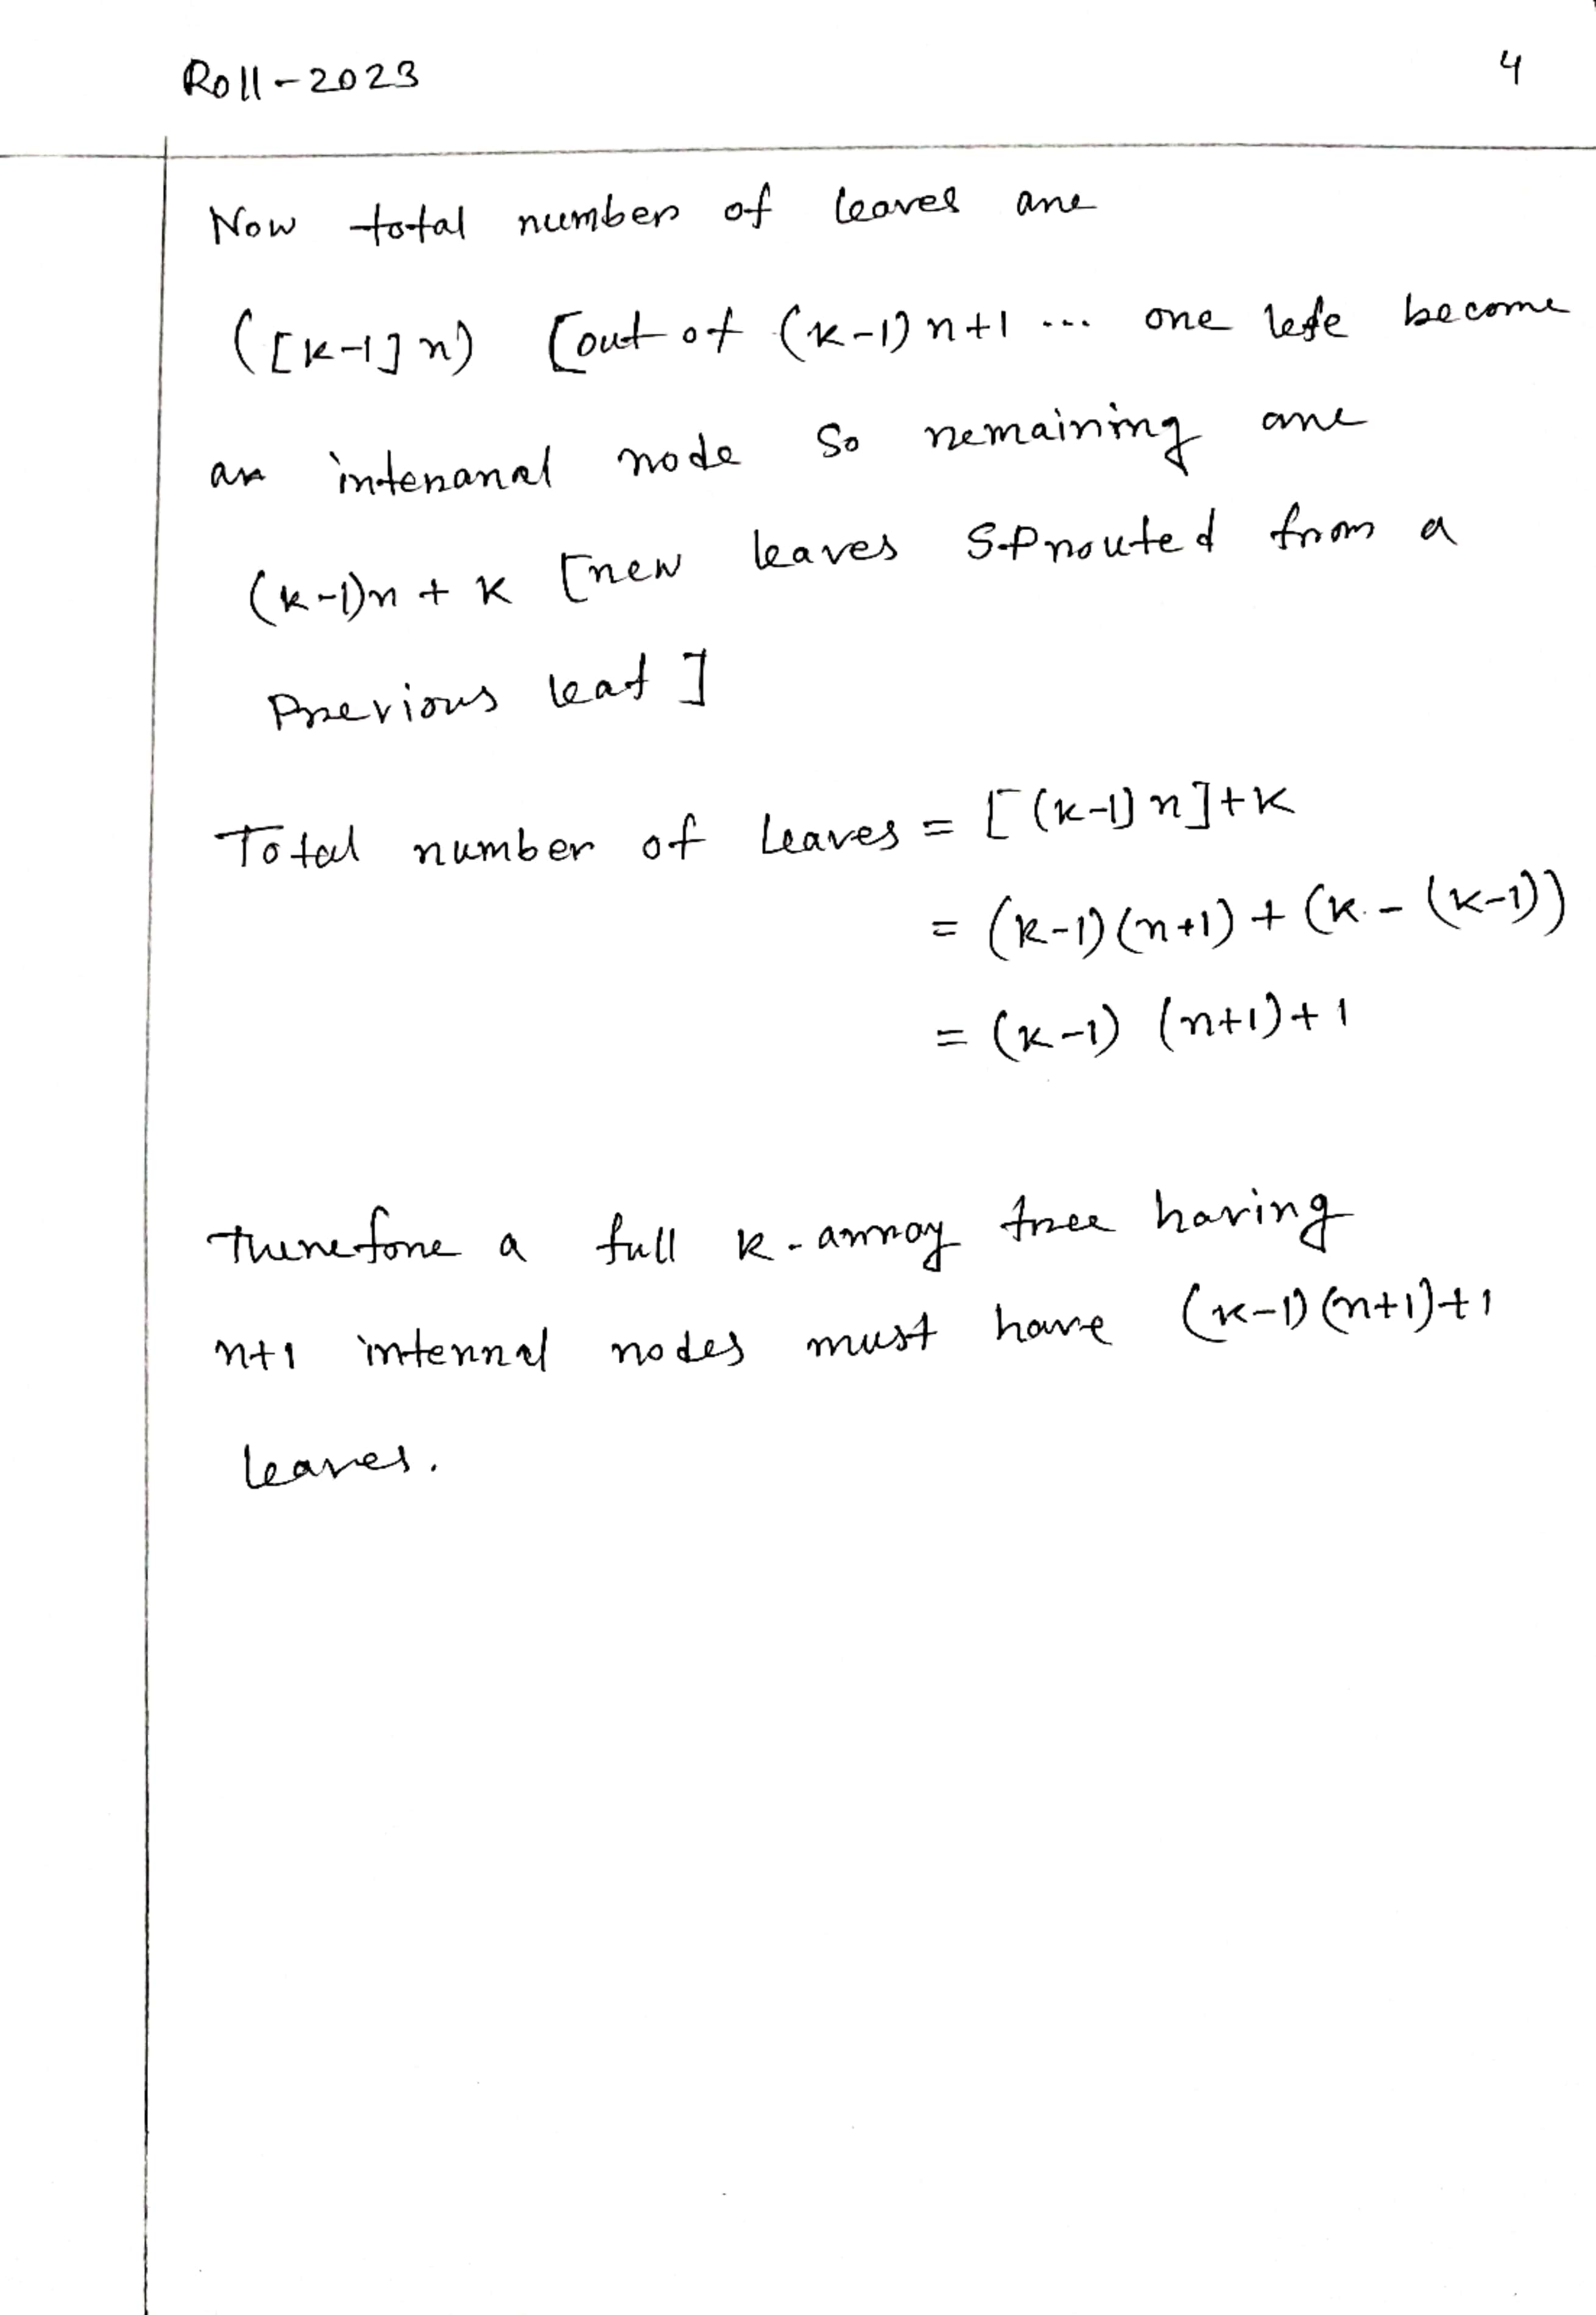 Roll-2023
4
Now total number of leaves are
([k-1]n) [out of (k-1)n+1 ... one lefe become
an intenanal node So remaining are
(k-1)n + k [new leaves Sprouted from a
Previous leaf]
Total number of Leaves = [(k-1)n]+k
= (k-1)(n+1) + (k - (k-1))
= (k-1) (n+1)+1
Therefore a full k-array tree having
n+1 internal nodes must have (k-1)(n+1)+1
leaves.